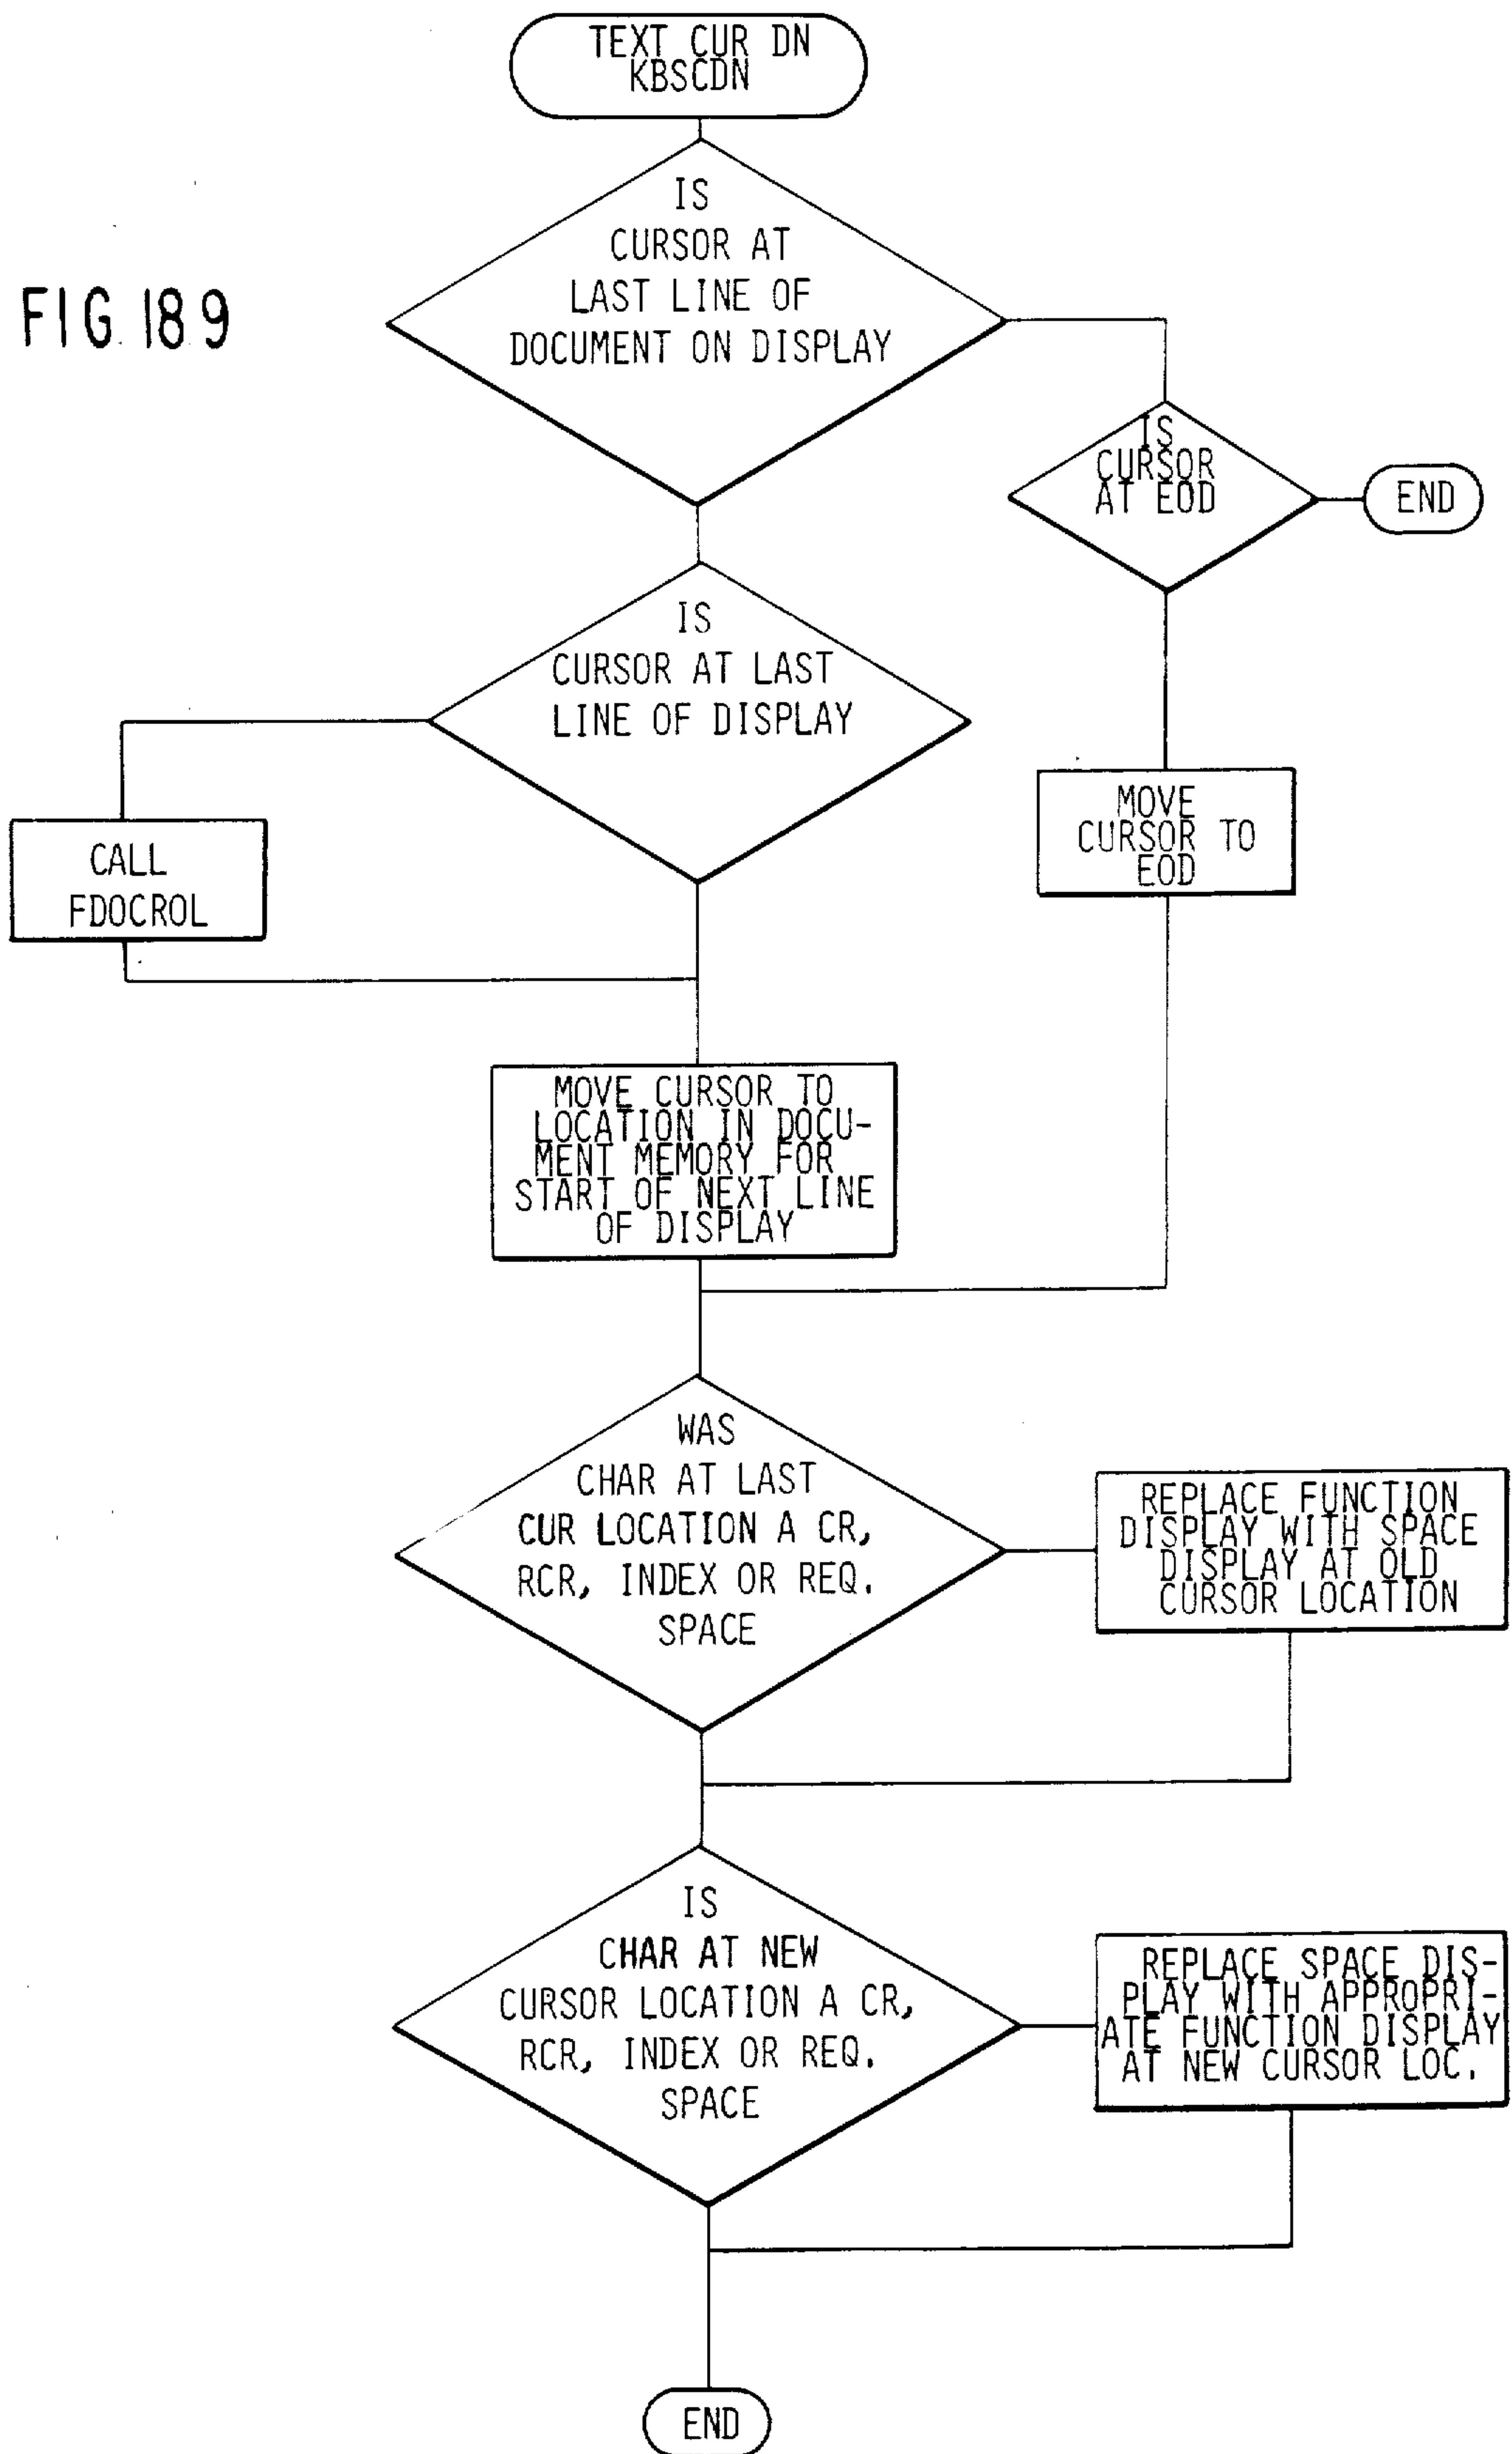 TEXT CUR DN
KBSCDN
FIG. 189
IS
CURSOR AT
LAST LINE OF
DOCUMENT ON DISPLAY
IS
CURSOR
AT EOD
END
IS
CURSOR AT LAST
LINE OF DISPLAY
CALL
FDOCROL
MOVE
CURSOR TO
EOD
MOVE CURSOR TO
LOCATION IN DOCU-
MENT MEMORY FOR
START OF NEXT LINE
OF DISPLAY
WAS
CHAR AT LAST
CUR LOCATION A CR,
RCR, INDEX OR REQ.
SPACE
REPLACE FUNCTION
DISPLAY WITH SPACE
DISPLAY AT OLD
CURSOR LOCATION
IS
CHAR AT NEW
CURSOR LOCATION A CR,
RCR, INDEX OR REQ.
SPACE
REPLACE SPACE DIS-
PLAY WITH APPROPRI-
ATE FUNCTION DISPLAY
AT NEW CURSOR LOC.
END